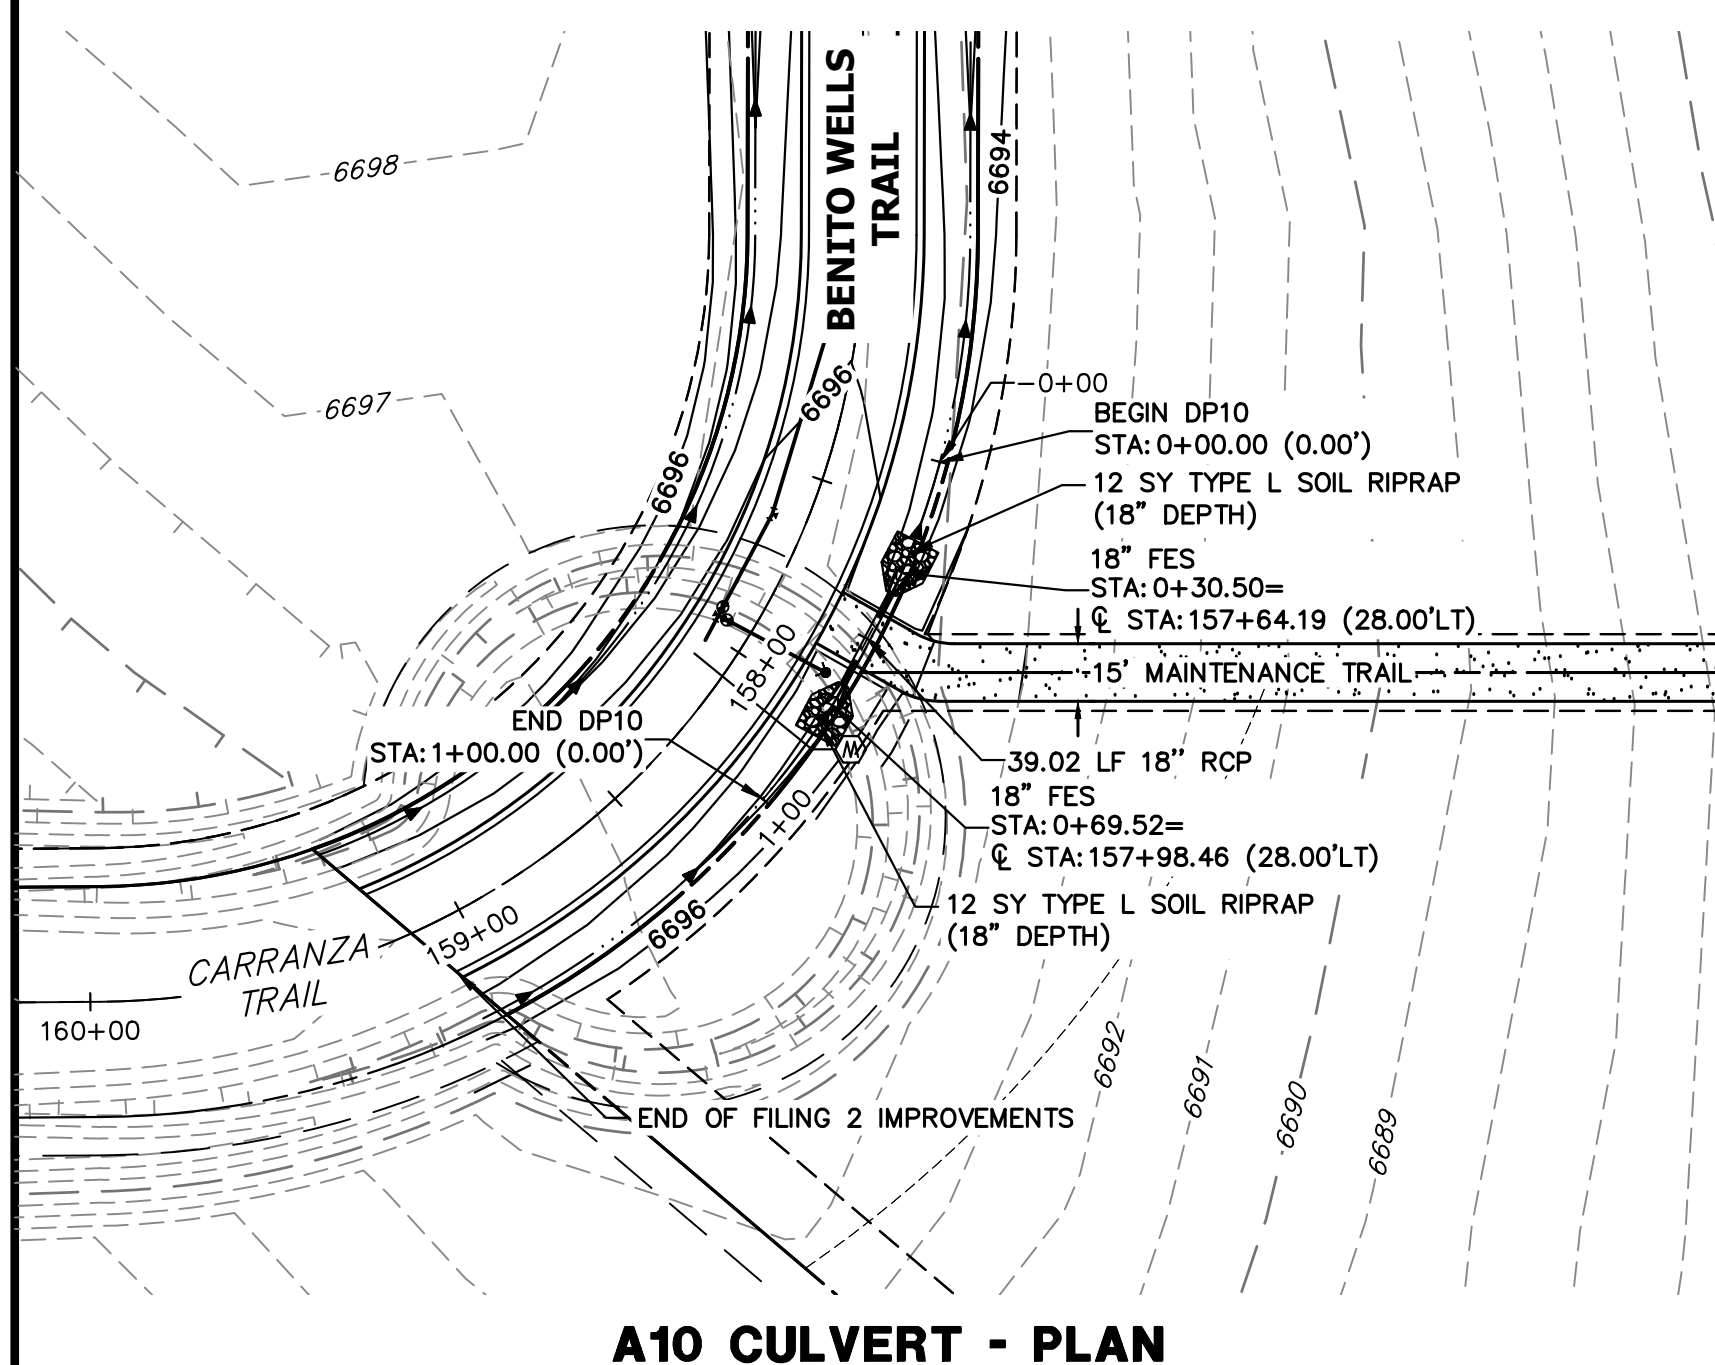 BENITO WELLS
TRAIL
6698
6694
6697
6696
6696
-0+00
BEGIN DP10
STA: 0+00.00 (0.00')
12 SY TYPE L SOIL RIPRAP
(18" DEPTH)
18" FES
STA: 0+30.50=
℄ STA: 157+64.19 (28.00'LT)
15' MAINTENANCE TRAIL
158+00
END DP10
STA: 1+00.00 (0.00')
M
39.02 LF 18" RCP
18" FES
STA: 0+69.52=
℄ STA: 157+98.46 (28.00'LT)
1+00
12 SY TYPE L SOIL RIPRAP
(18" DEPTH)
6696
159+00
CARRANZA
TRAIL
160+00
6692
6691
6690
6689
END OF FILING 2 IMPROVEMENTS
A10 CULVERT - PLAN